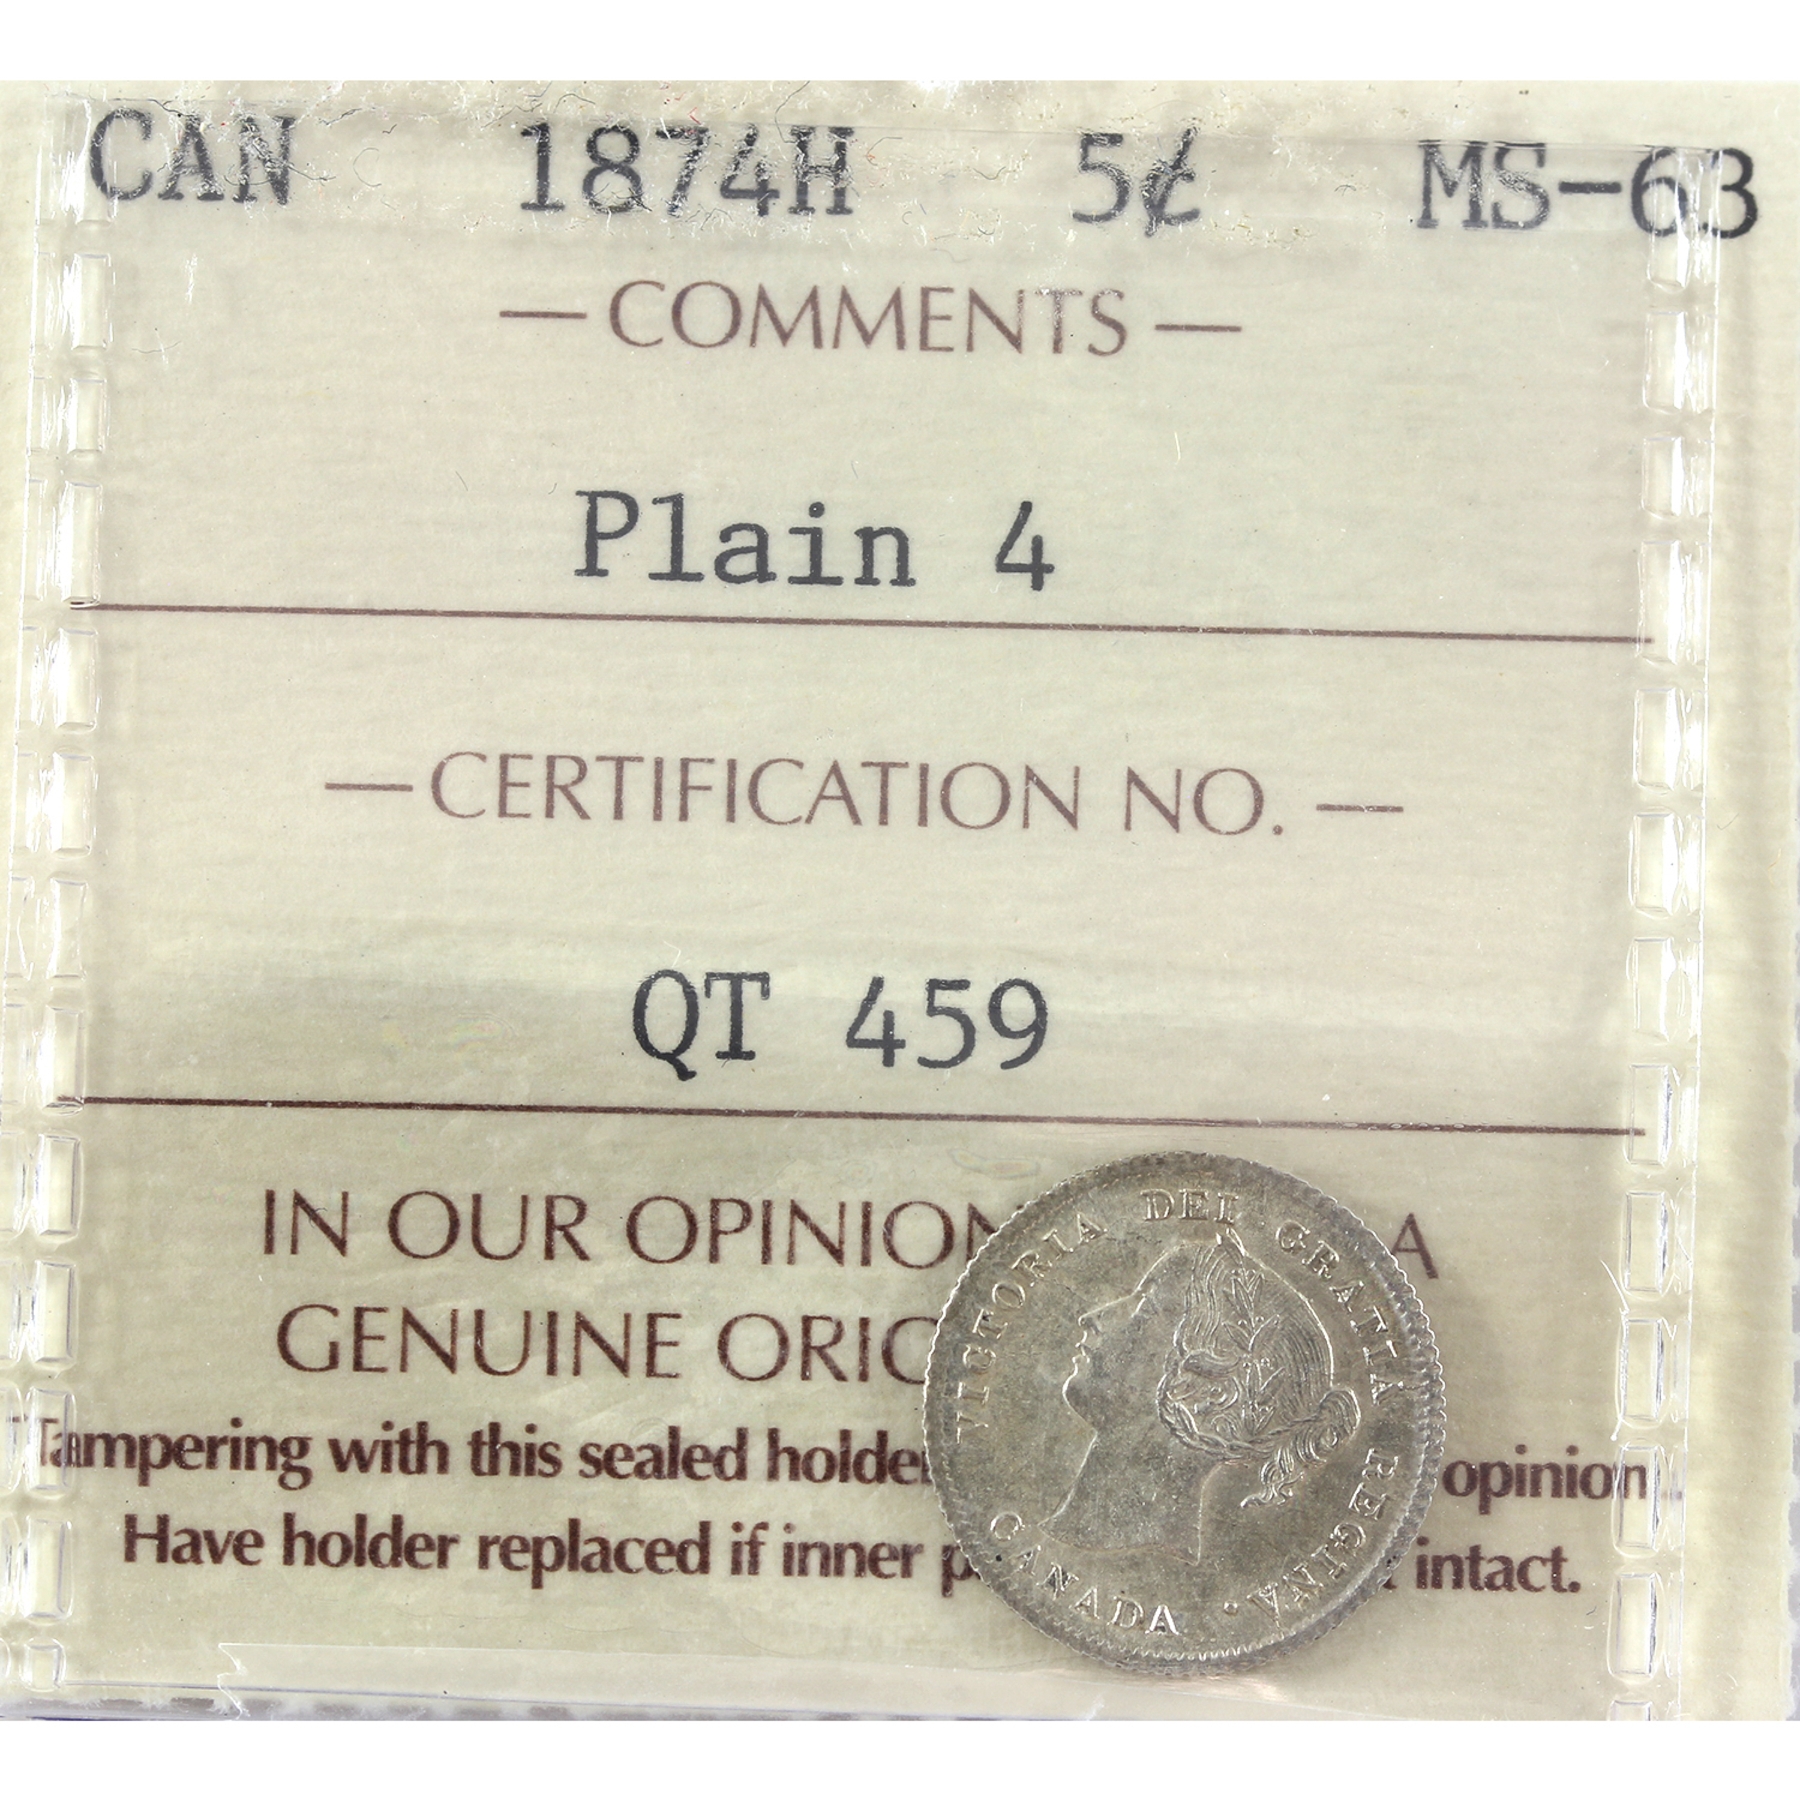 CAN 1874H 5¢ MS-63
— COMMENTS —
Plain 4
— CERTIFICATION NO. —
QT 459
IN OUR OPINION A
GENUINE
Tampering with this sealed holder opinion.
Have holder replaced if inner intact.
VICTORIA DEI GRATIA REGINA.
CANADA